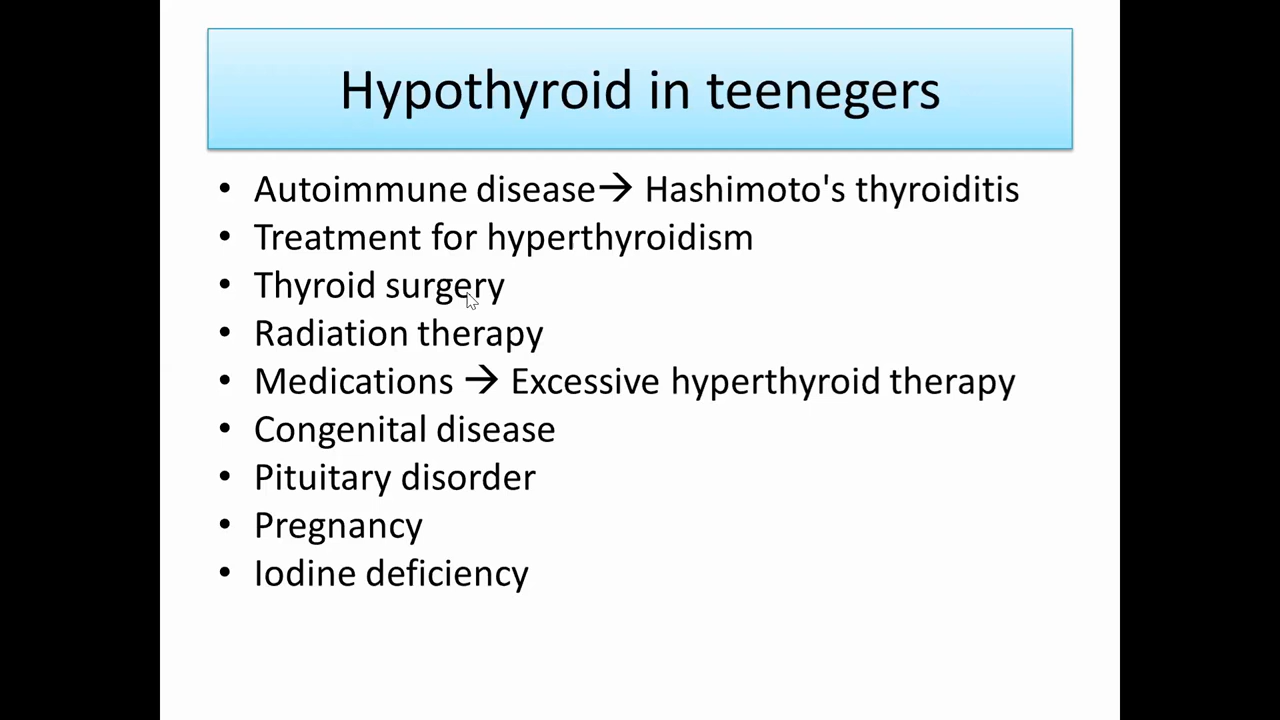 Hypothyroid in teenegers
• Autoimmune disease→ Hashimoto's thyroiditis
• Treatment for hyperthyroidism
• Thyroid surgery
• Radiation therapy
• Medications → Excessive hyperthyroid therapy
• Congenital disease
• Pituitary disorder
• Pregnancy
• Iodine deficiency